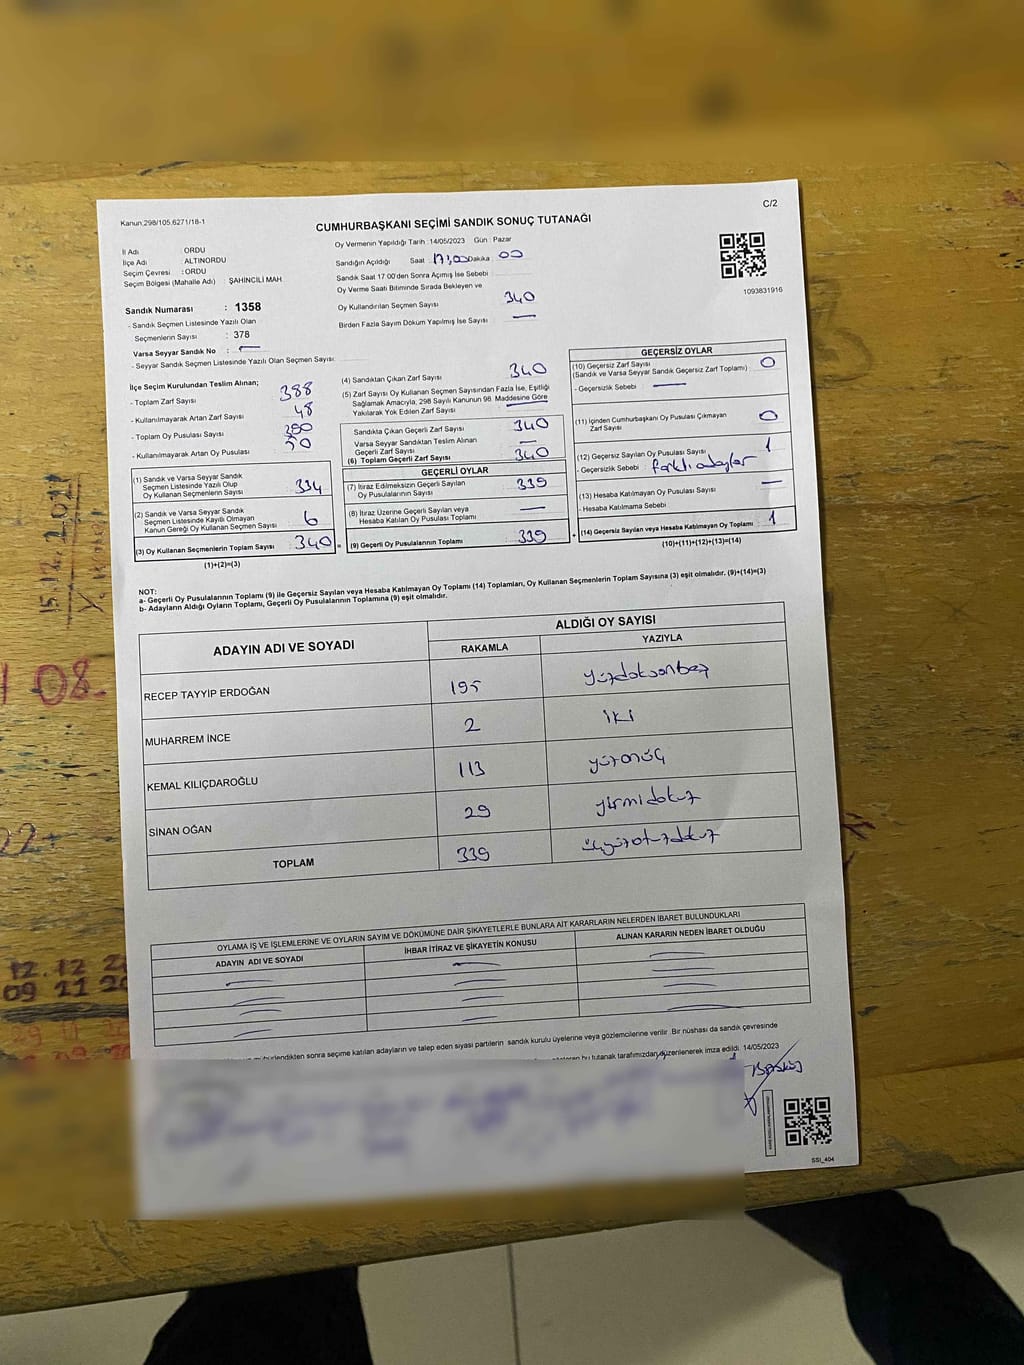 Kanun:298/105.6271/18-1
C/2
CUMHURBAŞKANI SEÇİMİ SANDIK SONUÇ TUTANAĞI
İl Adı : ORDU
İlçe Adı : ALTINORDU
Seçim Çevresi : ORDU
Seçim Bölgesi (Mahalle Adı) : ŞAHİNCİLİ MAH
Oy Vermenin Yapıldığı Tarih :14/05/2023 Gün : Pazar
Sandığın Açıldığı Saat 17,00 Dakika 00
Sandık Saat 17:00'den Sonra Açımış İse Sebebi
Oy Verme Saati Bitiminde Sırada Bekleyen ve
Oy Kullandırılan Seçmen Sayısı 340
Birden Fazla Sayım Döküm Yapılmış İse Sayısı : —
1093831916
Sandık Numarası : 1358
- Sandık Seçmen Listesinde Yazılı Olan
Seçmenlerin Sayısı : 378
Varsa Seyyar Sandık No : —
- Seyyar Sandık Seçmen Listesinde Yazılı Olan Seçmen Sayısı:
İlçe Seçim Kurulundan Teslim Alınan;
- Toplam Zarf Sayısı 388
- Kullanılmayarak Artan Zarf Sayısı 48
- Toplam Oy Pusulası Sayısı
- Kullanılmayarak Artan Oy Pusulası
(1) Sandık ve Varsa Seyyar Sandık
Seçmen Listesinde Yazılı Olup
Oy Kullanan Seçmenlerin Sayısı 334
(2) Sandık ve Varsa Seyyar Sandık
Seçmen Listesinde Kayıtlı Olmayan
Kanun Gereği Oy Kullanan Seçmen Sayısı 6
(3) Oy Kullanan Seçmenlerin Toplam Sayısı 340 =
(1)+(2)=(3)
(4) Sandıktan Çıkan Zarf Sayısı 340
(5) Zarf Sayısı Oy Kullanan Seçmen Sayısından Fazla İse, Eşitliği
Sağlamak Amacıyla, 298 Sayılı Kanunun 98. Maddesine Göre
Yakılarak Yok Edilen Zarf Sayısı
Sandıkta Çıkan Geçerli Zarf Sayısı 340
Varsa Seyyar Sandıktan Teslim Alınan
Geçerli Zarf Sayısı —
(6) Toplam Geçerli Zarf Sayısı 340
GEÇERLİ OYLAR
(7) İtiraz Edilmeksizin Geçerli Sayılan
Oy Pusulalarının Sayısı 339
(8) İtiraz Üzerine Geçerli Sayılan veya
Hesaba Katılan Oy Pusulası Toplamı —
(9) Geçerli Oy Pusulalarının Toplamı 339 +
GEÇERSİZ OYLAR
(10) Geçersiz Zarf Sayısı
(Sandık ve Varsa Seyyar Sandık Geçersiz Zarf Toplamı) 0
- Geçersizlik Sebebi : —
(11) İçinden Cumhurbaşkanı Oy Pusulası Çıkmayan
Zarf Sayısı 0
(12) Geçersiz Sayılan Oy Pusulası Sayısı 1
- Geçersizlik Sebebi : farklı adaylar
(13) Hesaba Katılmayan Oy Pusulası Sayısı —
- Hesaba Katılmama Sebebi
(14) Geçersiz Sayılan veya Hesaba Katılmayan Oy Toplamı 1
(10)+(11)+(12)+(13)=(14)
NOT:
a- Geçerli Oy Pusulalarının Toplamı (9) ile Geçersiz Sayılan veya Hesaba Katılmayan Oy Toplamı (14) Toplamları, Oy Kullanan Seçmenlerin Toplam Sayısına (3) eşit olmalıdır. (9)+(14)=(3)
b- Adayların Aldığı Oyların Toplamı, Geçerli Oy Pusulalarının Toplamına (9) eşit olmalıdır.
ADAYIN ADI VE SOYADI
ALDIĞI OY SAYISI
RAKAMLA YAZIYLA
RECEP TAYYIP ERDOĞAN 195 yüzdoksanbeş
MUHARREM İNCE 2 iki
KEMAL KILIÇDAROĞLU 113 yüzonüç
SİNAN OĞAN 29 yirmidokuz
TOPLAM 339 üçyüzotuzdokuz
OYLAMA İŞ VE İŞLEMLERİNE VE OYLARIN SAYIM VE DÖKÜMÜNE DAİR ŞİKAYETLERLE BUNLARA AİT KARARLARIN NELERDEN İBARET BULUNDUKLARI
ADAYIN ADI VE SOYADI İHBAR İTİRAZ VE ŞİKAYETİN KONUSU ALINAN KARARIN NEDEN İBARET OLDUĞU
mühürlendikten sonra seçime katılan adayların ve talep eden siyasi partilerin sandık kurulu üyelerine veya gözlemcilerine verilir. Bir nüshası da sandık çevresinde
bu tutanak tarafımızdan düzenlenerek imza edildi. 14/05/2023
SSI_404
15.12.2021
08.
22+
12.12
09 11